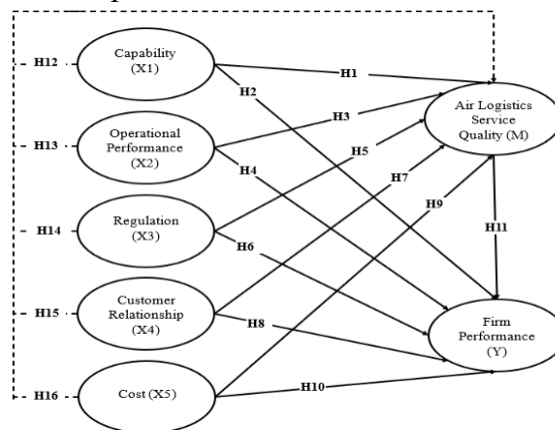 H12
Capability
(X1)
H1
H2
Air Logistics
Service
Quality (M)
H13
Operational
Performance
(X2)
H3
H4
H5
H7
H14
Regulation
(X3)
H6
H9
H11
H15
Customer
Relationship
(X4)
H8
Firm
Performance
(Y)
H16
Cost (X5)
H10